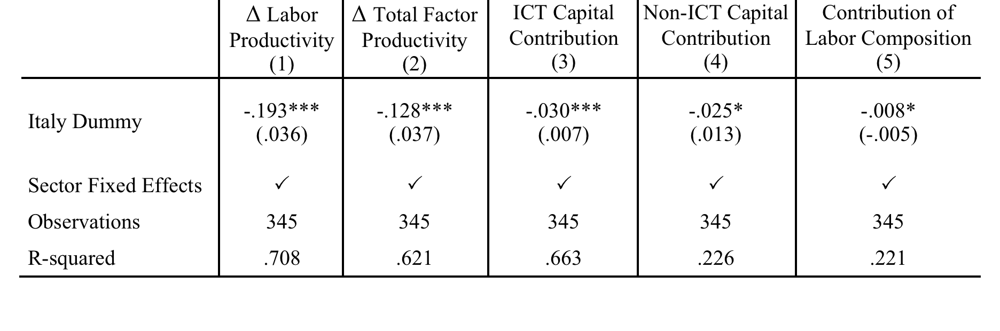 Δ Labor Productivity (1) Δ Total Factor Productivity (2) ICT Capital Contribution (3) Non-ICT Capital Contribution (4) Contribution of Labor Composition (5)
Italy Dummy -.193*** -.128*** -.030*** -.025* -.008*
(.036) (.037) (.007) (.013) (-.005)
Sector Fixed Effects ✓ ✓ ✓ ✓ ✓
Observations 345 345 345 345 345
R-squared .708 .621 .663 .226 .221